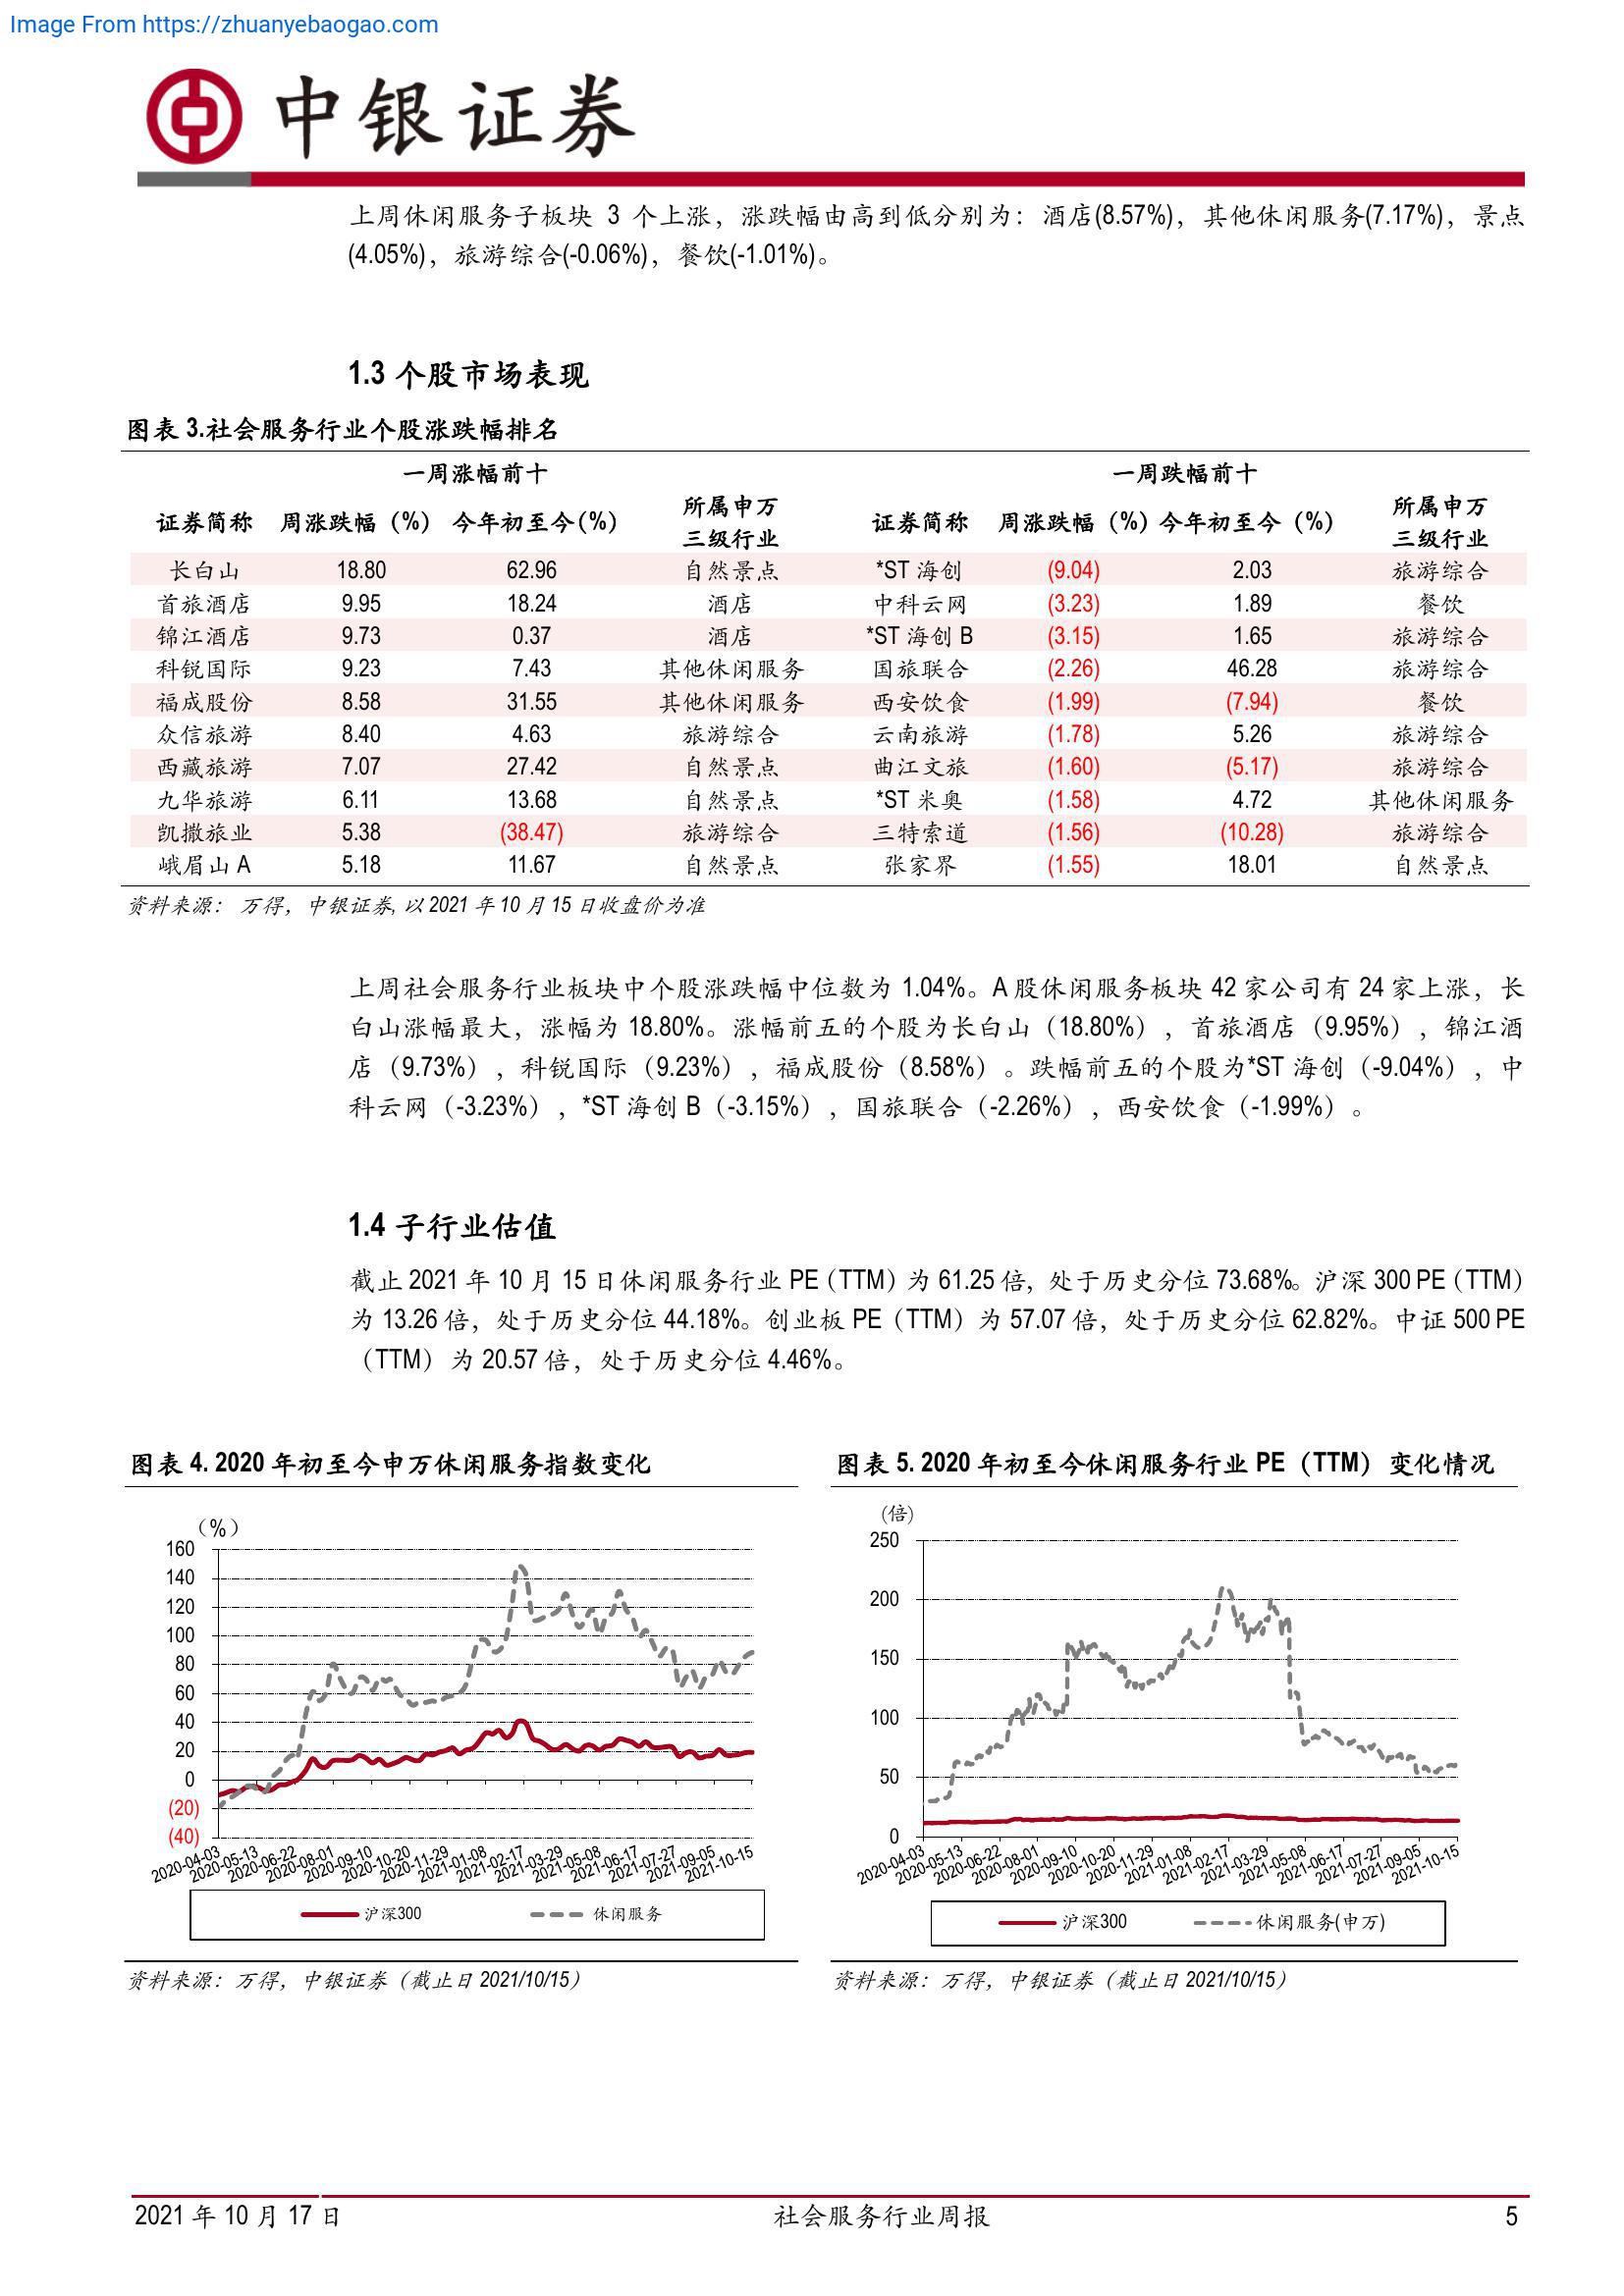 Image From https://zhuanyebaogao.com
中银证券
上周休闲服务子板块 3 个上涨，涨跌幅由高到低分别为：酒店(8.57%)，其他休闲服务(7.17%)，景点
(4.05%)，旅游综合(-0.06%)，餐饮(-1.01%)。
1.3 个股市场表现
图表 3.社会服务行业个股涨跌幅排名
一周涨幅前十 一周跌幅前十
证券简称 周涨跌幅（%） 今年初至今(%) 所属申万三级行业 证券简称 周涨跌幅（%） 今年初至今（%） 所属申万三级行业
长白山 18.80 62.96 自然景点 *ST 海创 (9.04) 2.03 旅游综合
首旅酒店 9.95 18.24 酒店 中科云网 (3.23) 1.89 餐饮
锦江酒店 9.73 0.37 酒店 *ST 海创 B (3.15) 1.65 旅游综合
科锐国际 9.23 7.43 其他休闲服务 国旅联合 (2.26) 46.28 旅游综合
福成股份 8.58 31.55 其他休闲服务 西安饮食 (1.99) (7.94) 餐饮
众信旅游 8.40 4.63 旅游综合 云南旅游 (1.78) 5.26 旅游综合
西藏旅游 7.07 27.42 自然景点 曲江文旅 (1.60) (5.17) 旅游综合
九华旅游 6.11 13.68 自然景点 *ST 米奥 (1.58) 4.72 其他休闲服务
凯撒旅业 5.38 (38.47) 旅游综合 三特索道 (1.56) (10.28) 旅游综合
峨眉山 A 5.18 11.67 自然景点 张家界 (1.55) 18.01 自然景点
资料来源： 万得，中银证券, 以 2021 年 10 月 15 日收盘价为准
上周社会服务行业板块中个股涨跌幅中位数为 1.04%。A 股休闲服务板块 42 家公司有 24 家上涨，长
白山涨幅最大，涨幅为 18.80%。涨幅前五的个股为长白山（18.80%），首旅酒店（9.95%），锦江酒
店（9.73%），科锐国际（9.23%），福成股份（8.58%）。跌幅前五的个股为*ST 海创（-9.04%），中
科云网（-3.23%），*ST 海创 B（-3.15%），国旅联合（-2.26%），西安饮食（-1.99%）。
1.4 子行业估值
截止 2021 年 10 月 15 日休闲服务行业 PE（TTM）为 61.25 倍，处于历史分位 73.68%。沪深 300 PE（TTM）
为 13.26 倍，处于历史分位 44.18%。创业板 PE（TTM）为 57.07 倍，处于历史分位 62.82%。中证 500 PE
（TTM）为 20.57 倍，处于历史分位 4.46%。
图表 4. 2020 年初至今申万休闲服务指数变化
（%）
160
140
120
100
80
60
40
20
0
(20)
(40)
2020-04-03 2020-05-13 2020-06-22 2020-08-01 2020-09-10 2020-10-20 2020-11-29 2021-01-08 2021-02-17 2021-03-29 2021-05-08 2021-06-17 2021-07-27 2021-09-05 2021-10-15
沪深300 休闲服务
资料来源：万得，中银证券（截止日 2021/10/15）
图表 5. 2020 年初至今休闲服务行业 PE（TTM）变化情况
(倍)
250
200
150
100
50
0
2020-04-03 2020-05-13 2020-06-22 2020-08-01 2020-09-10 2020-10-20 2020-11-29 2021-01-08 2021-02-17 2021-03-29 2021-05-08 2021-06-17 2021-07-27 2021-09-05 2021-10-15
沪深300 休闲服务(申万)
资料来源：万得，中银证券（截止日 2021/10/15）
2021 年 10 月 17 日 社会服务行业周报 5